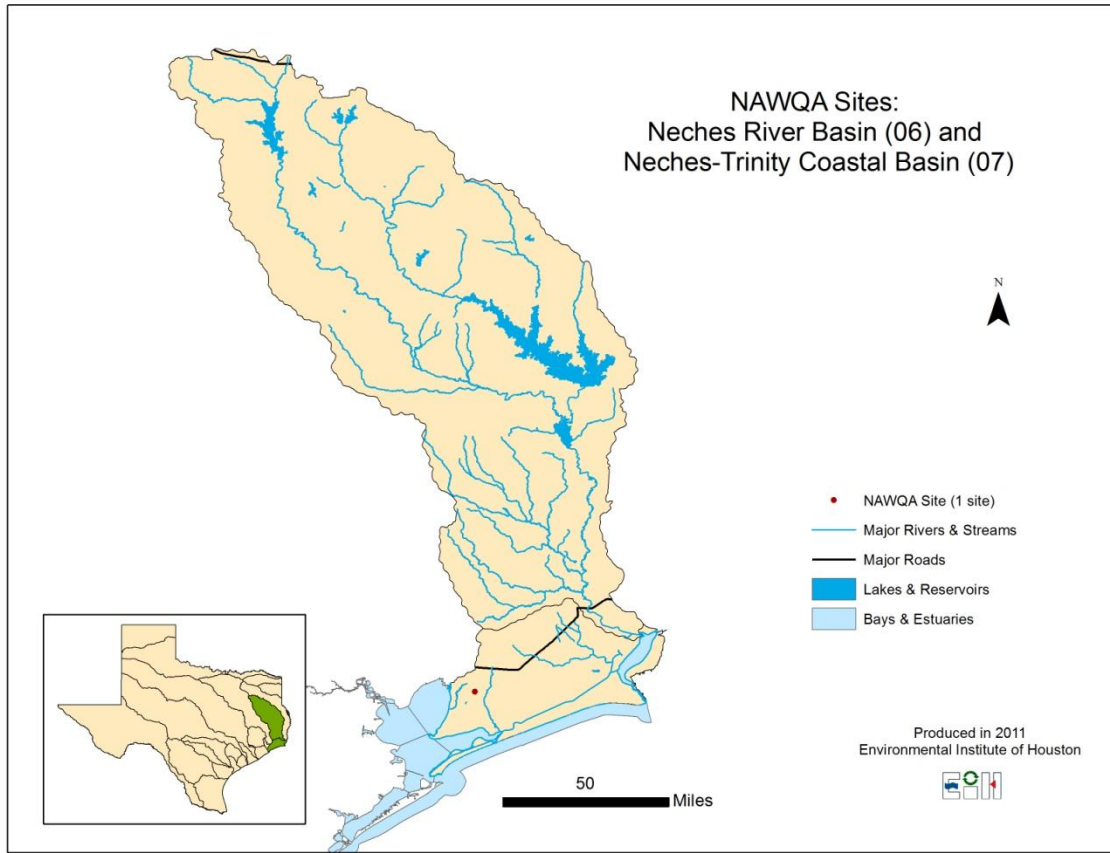 NAWQA Sites:
Neches River Basin (06) and
Neches-Trinity Coastal Basin (07)
N
NAWQA Site (1 site)
Major Rivers & Streams
Major Roads
Lakes & Reservoirs
Bays & Estuaries
50
Miles
Produced in 2011
Environmental Institute of Houston
EIH